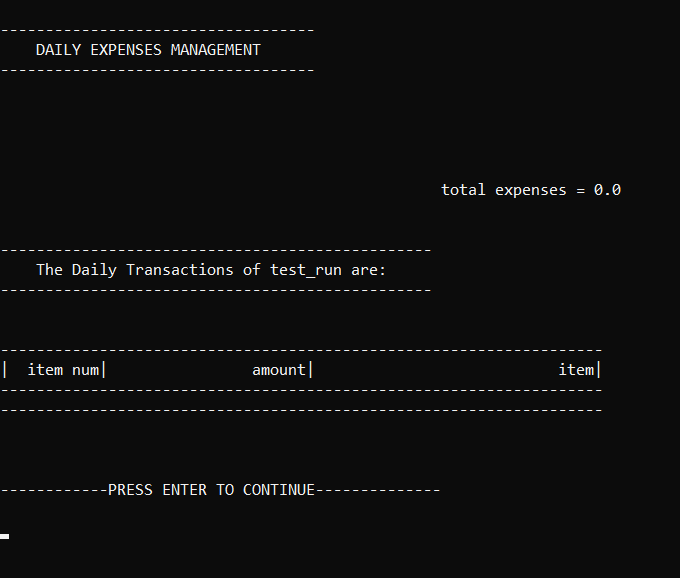 -----------------------------------
DAILY EXPENSES MANAGEMENT
-----------------------------------
total expenses = 0.0
------------------------------------------------
The Daily Transactions of test_run are:
------------------------------------------------
-------------------------------------------------------------------
|  item num|                amount|                           item|
-------------------------------------------------------------------
-------------------------------------------------------------------
------------PRESS ENTER TO CONTINUE--------------